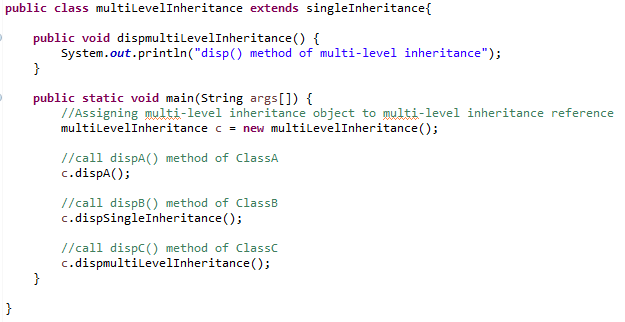 public class multiLevelInheritance extends singleInheritance{
public void dispmultiLevelInheritance() {
System.out.println("disp() method of multi-level inheritance");
}
public static void main(String args[]) {
//Assigning multi-level inheritance object to multi-level inheritance reference
multiLevelInheritance c = new multiLevelInheritance();
//call dispA() method of ClassA
c.dispA();
//call dispB() method of ClassB
c.dispSingleInheritance();
//call dispC() method of ClassC
c.dispmultiLevelInheritance();
}
}